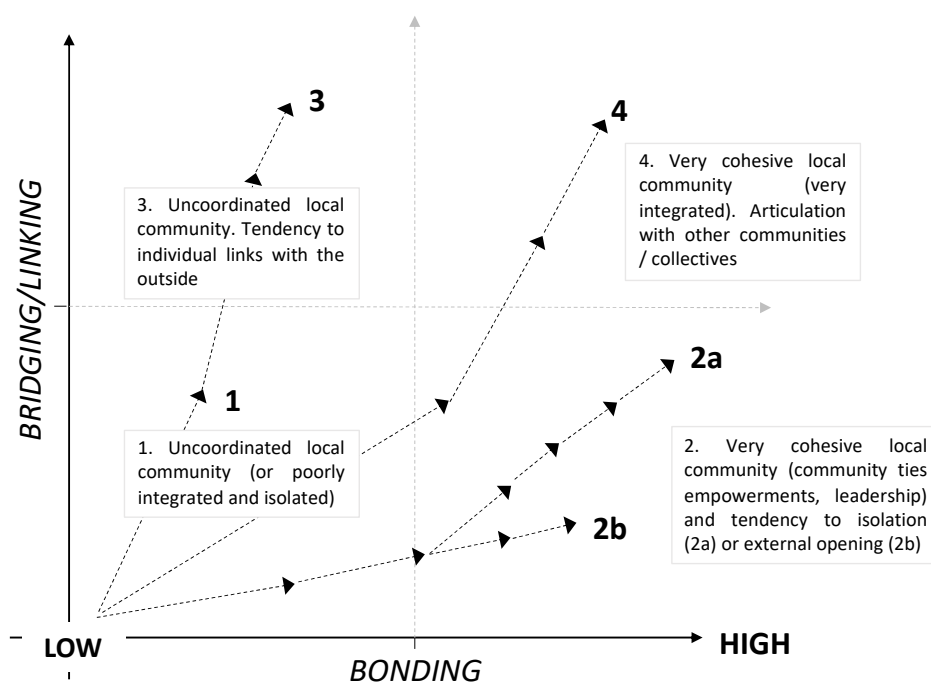 3
4
4. Very cohesive local
community (very
integrated). Articulation
with other communities
/ collectives
3. Uncoordinated local
community. Tendency to
individual links with the
outside
BRIDGING/LINKING
2a
1
1. Uncoordinated local
community (or poorly
integrated and isolated)
2. Very cohesive local
community (community ties
empowerments, leadership)
and tendency to isolation
(2a) or external opening (2b)
2b
LOW
HIGH
BONDING